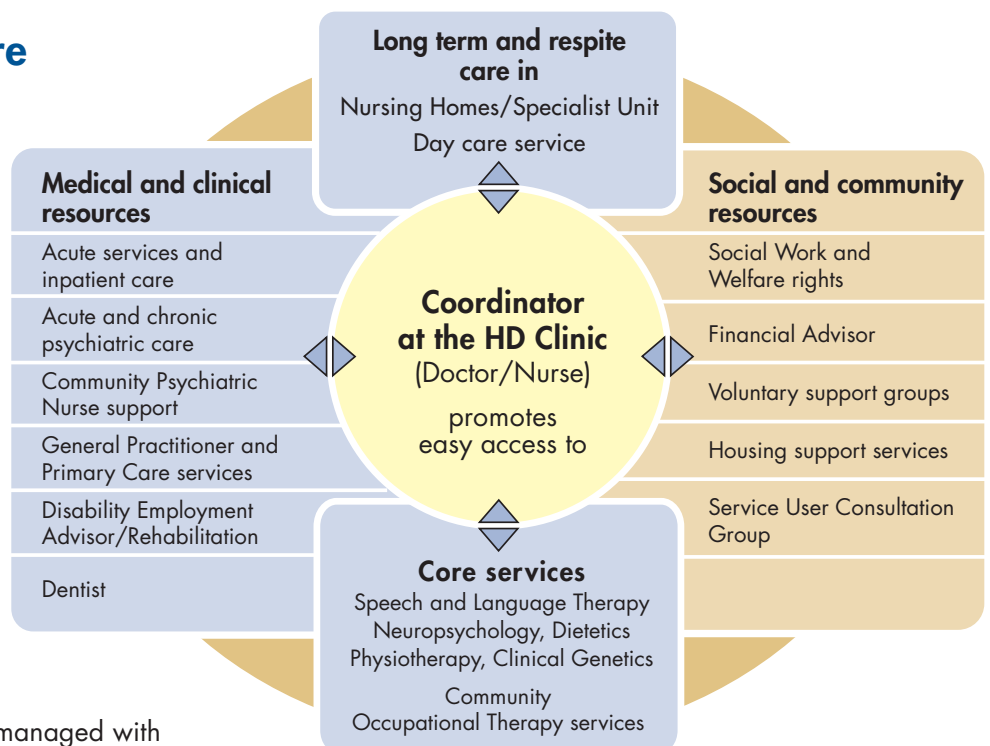 re
Long term and respite
care in
Nursing Homes/Specialist Unit
Day care service
Medical and clinical
resources
Acute services and
inpatient care
Acute and chronic
psychiatric care
Community Psychiatric
Nurse support
General Practitioner and
Primary Care services
Disability Employment
Advisor/Rehabilitation
Dentist
Coordinator
at the HD Clinic
(Doctor/Nurse)
promotes
easy access to
Social and community
resources
Social Work and
Welfare rights
Financial Advisor
Voluntary support groups
Housing support services
Service User Consultation
Group
Core services
Speech and Language Therapy
Neuropsychology, Dietetics
Physiotherapy, Clinical Genetics
Community
Occupational Therapy services
managed with